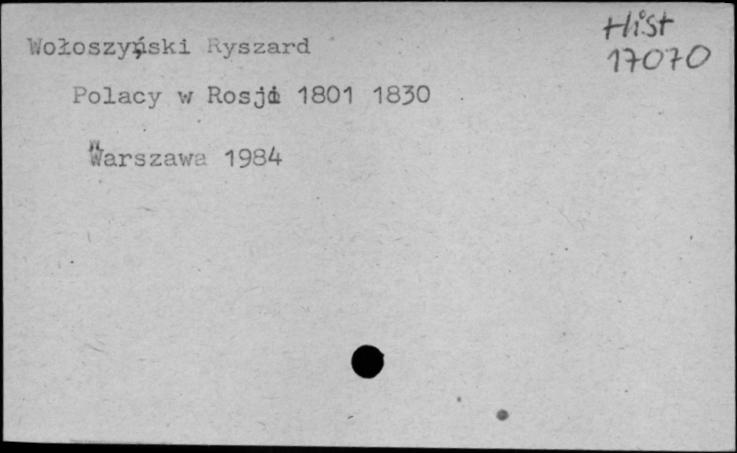 Wołoszyński Ryszard
Hist
17070
Polacy w Rosji 1801 1830
Warszawa 1984